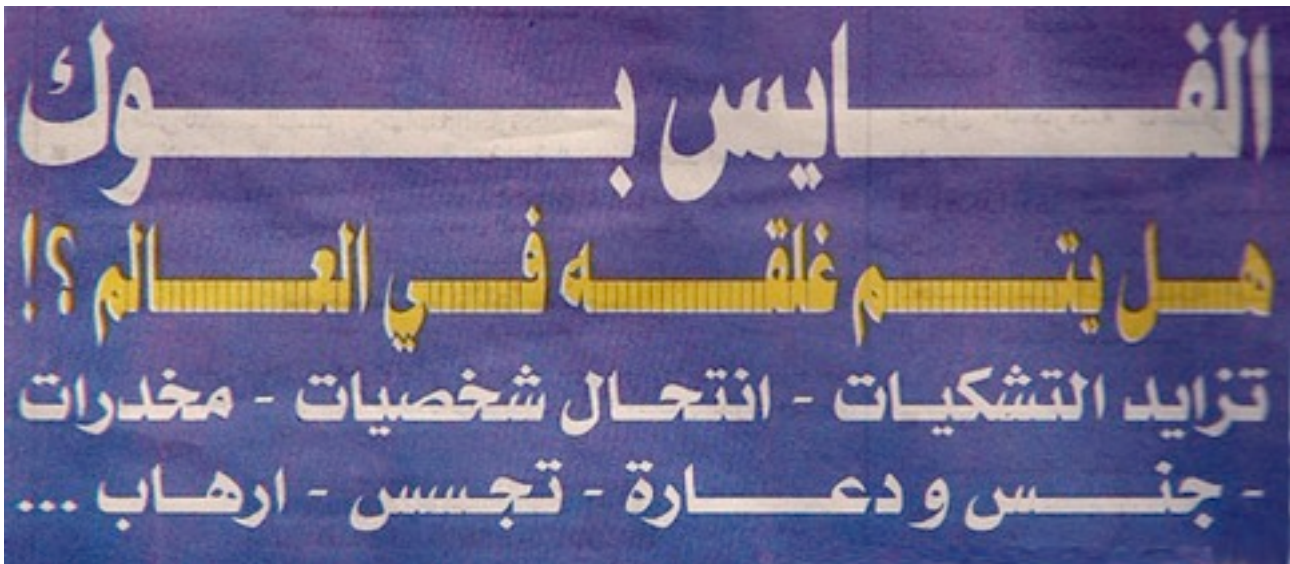 الفايس بوك
هل يتم غلقه في العالم ؟!
تزايد التشكيات - انتحال شخصيات - مخدرات
- جنس و دعارة - تجسس - ارهاب ...